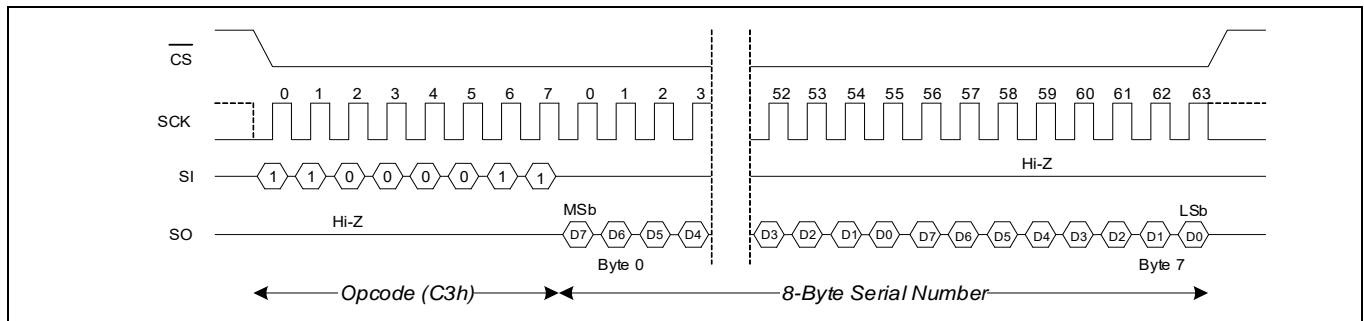 CS
0 1 2 3 4 5 6 7 0 1 2 3 52 53 54 55 56 57 58 59 60 61 62 63
SCK
Hi-Z
SI 1 1 0 0 0 0 1 1
MSb LSb
Hi-Z
SO D7 D6 D5 D4 D3 D2 D1 D0 D7 D6 D5 D4 D3 D2 D1 D0
Byte 0 Byte 7
Opcode (C3h) 8-Byte Serial Number